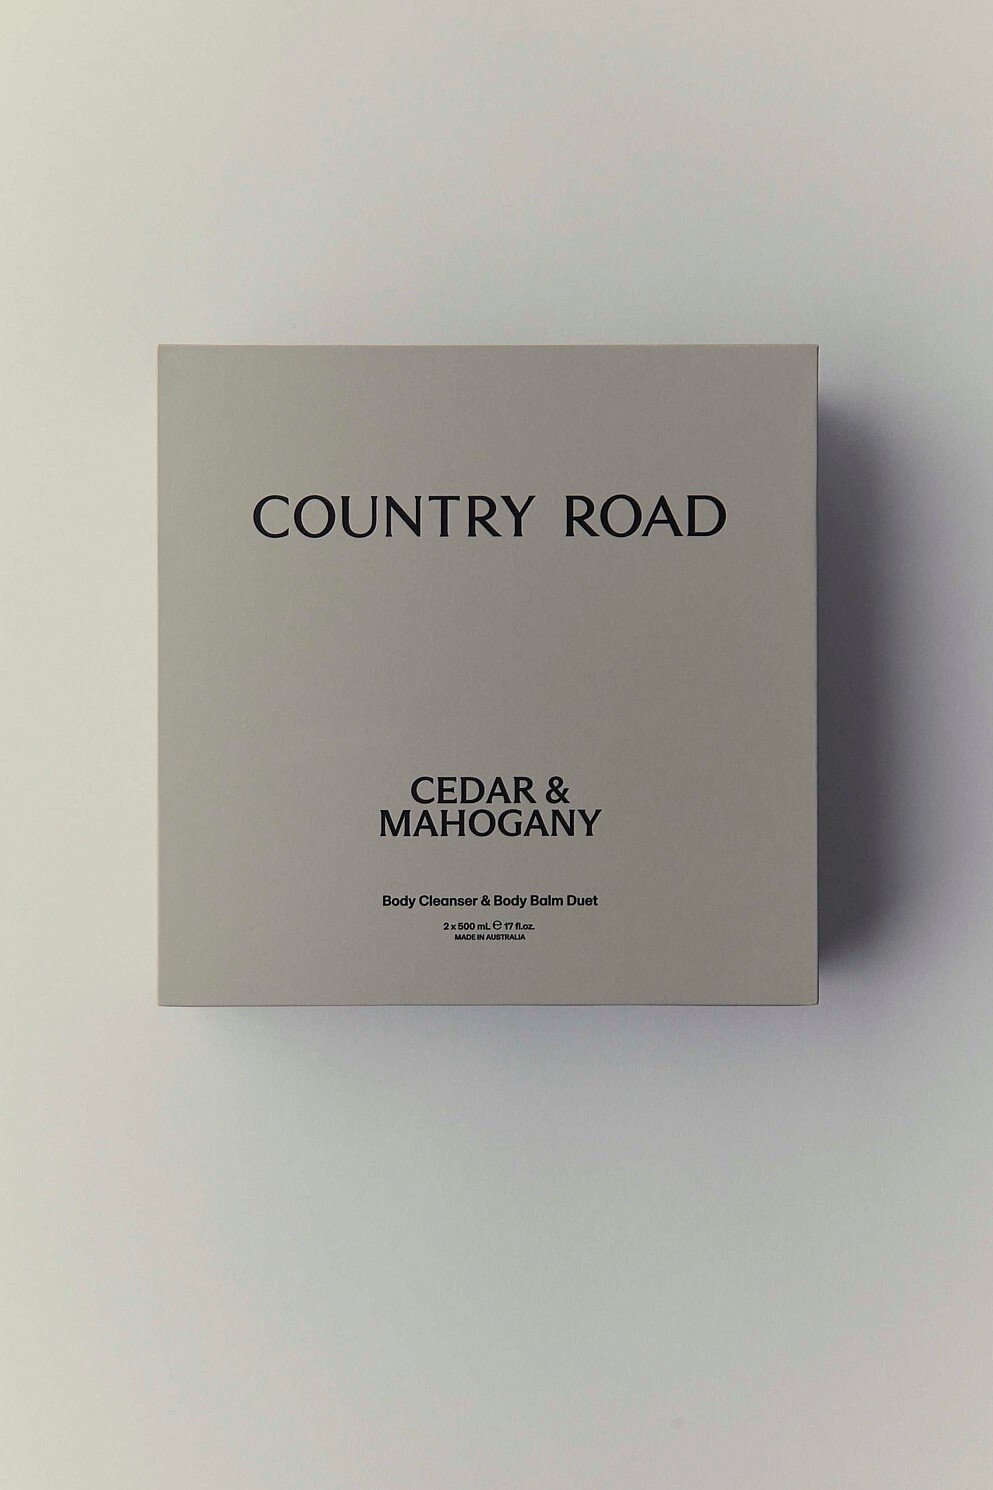 COUNTRY ROAD
CEDAR &
MAHOGANY
Body Cleanser & Body Balm Duet
2 x 500 mL ℮ 17 fl.oz.
MADE IN AUSTRALIA